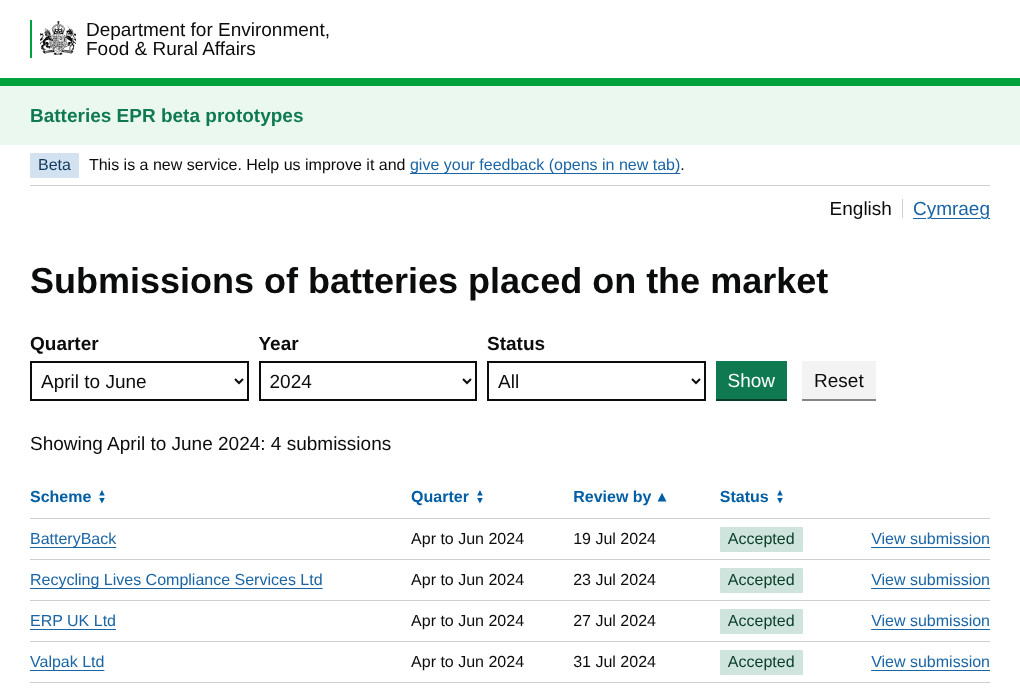 Department for Environment,
Food & Rural Affairs
Batteries EPR beta prototypes
Beta This is a new service. Help us improve it and give your feedback (opens in new tab).
English Cymraeg
Submissions of batteries placed on the market
Quarter Year Status
April to June 2024 All Show Reset
Showing April to June 2024: 4 submissions
Scheme Quarter Review by Status
BatteryBack Apr to Jun 2024 19 Jul 2024 Accepted View submission
Recycling Lives Compliance Services Ltd Apr to Jun 2024 23 Jul 2024 Accepted View submission
ERP UK Ltd Apr to Jun 2024 27 Jul 2024 Accepted View submission
Valpak Ltd Apr to Jun 2024 31 Jul 2024 Accepted View submission